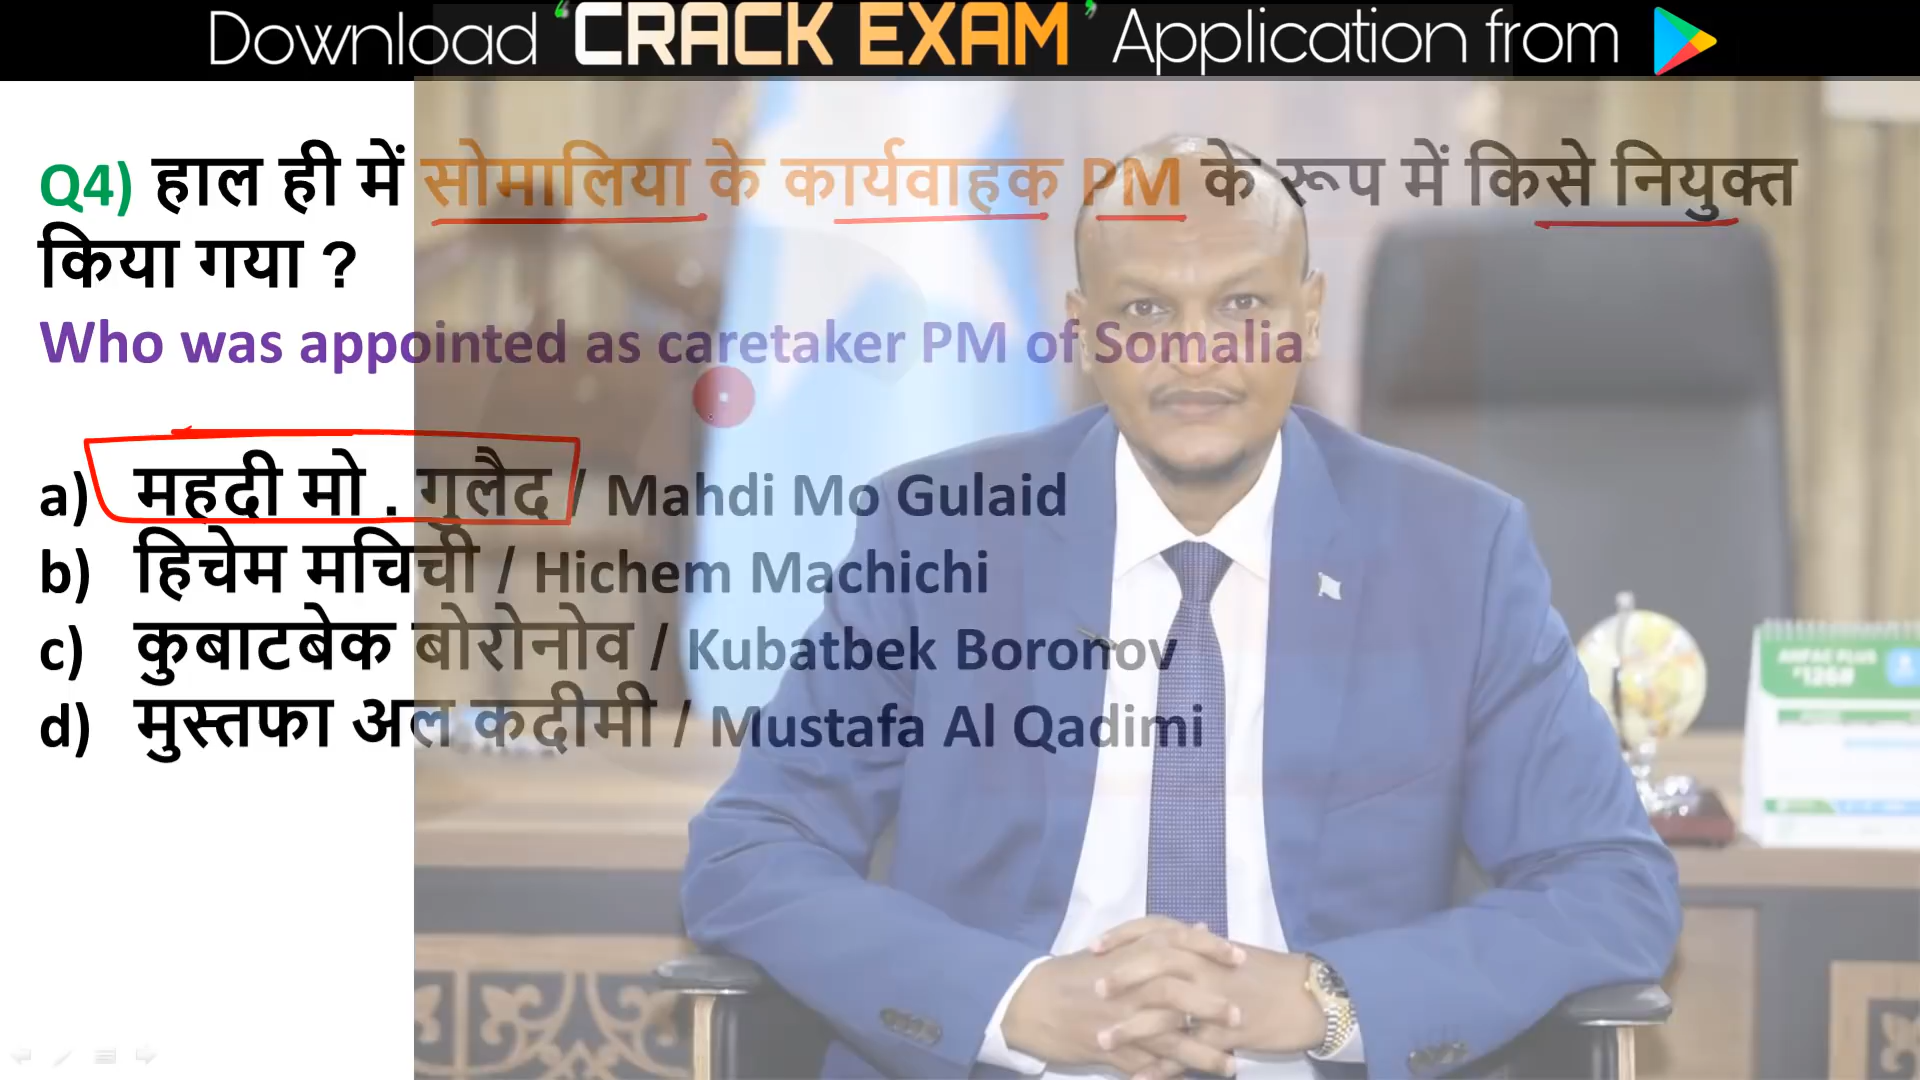 Download ‘CRACK EXAM’ Application from
Q4) हाल ही में सोमालिया के कार्यवाहक PM के रूप में किसे नियुक्त
किया गया ?
Who was appointed as caretaker PM of Somalia
a) महदी मो . गुलैद / Mahdi Mo Gulaid
b) हिचेम मचिची / Hichem Machichi
c) कुबाटबेक बोरोनोव / Kubatbek Boronov
d) मुस्तफा अल कदीमी / Mustafa Al Qadimi